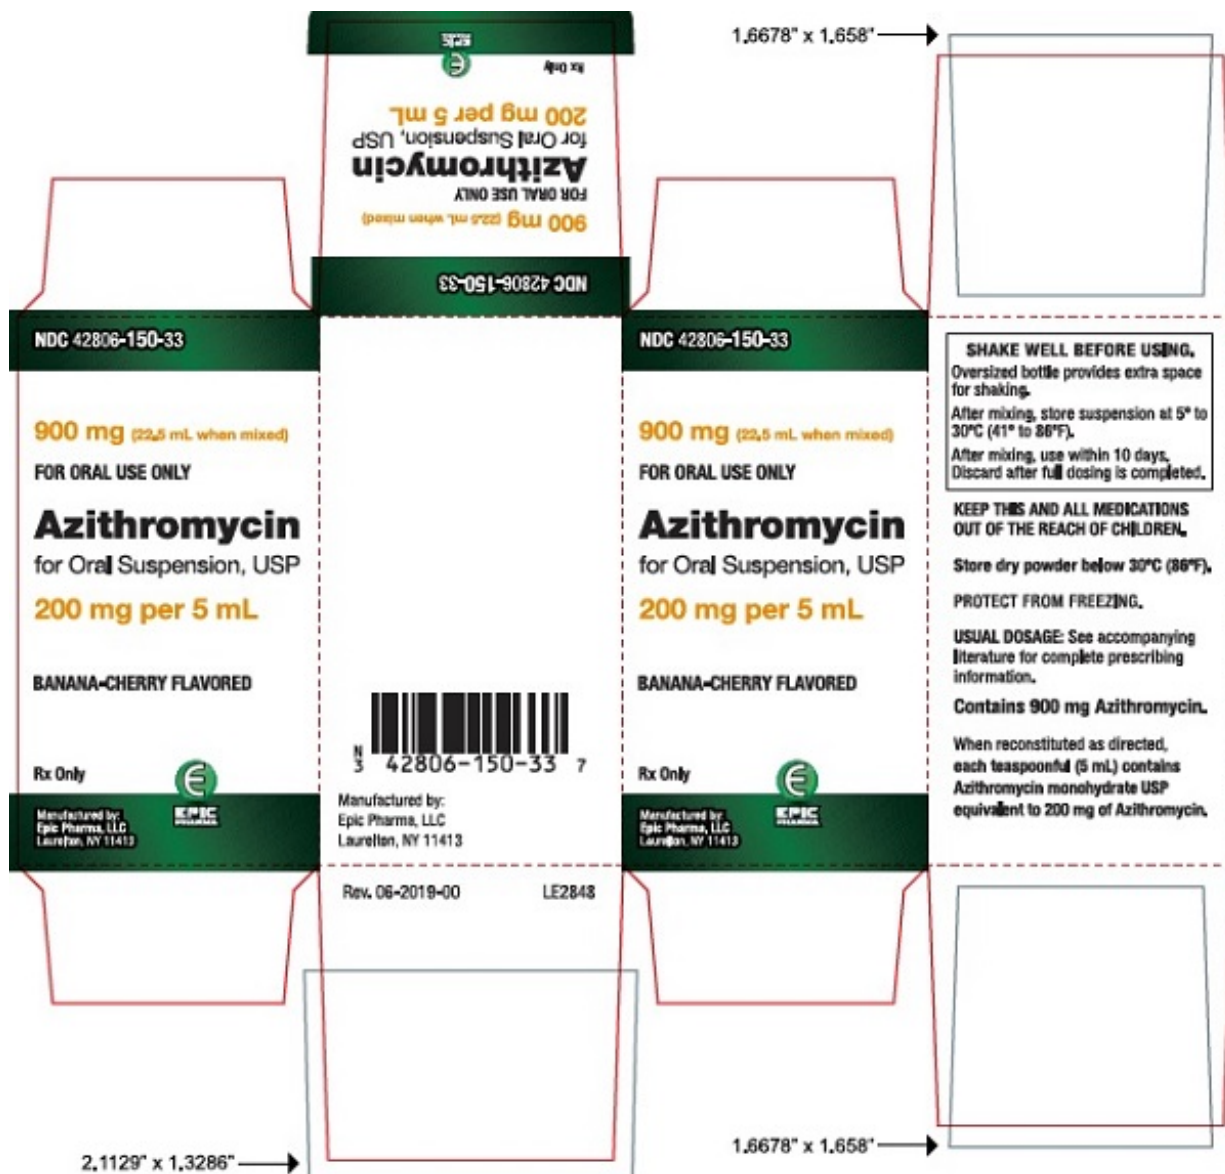 1.6678" x 1.658"
EPIC
PHARMA
Rx Only
200 mg per 5 mL
for Oral Suspension, USP
Azithromycin
FOR ORAL USE ONLY
900 mg (22.5 mL when mixed)
NDC 42806-150-33
NDC 42806-150-33
900 mg (22.5 mL when mixed)
FOR ORAL USE ONLY
Azithromycin
for Oral Suspension, USP
200 mg per 5 mL
BANANA-CHERRY FLAVORED
Rx Only
EPIC
PHARMA
Manufactured by:
Epic Pharma, LLC
Laurelton, NY 11413
N
3 42806-150-33 7
Manufactured by:
Epic Pharma, LLC
Laurelton, NY 11413
Rev. 06-2019-00 LE2848
NDC 42806-150-33
900 mg (22.5 mL when mixed)
FOR ORAL USE ONLY
Azithromycin
for Oral Suspension, USP
200 mg per 5 mL
BANANA-CHERRY FLAVORED
Rx Only
EPIC
PHARMA
Manufactured by:
Epic Pharma, LLC
Laurelton, NY 11413
SHAKE WELL BEFORE USING.
Oversized bottle provides extra space
for shaking.
After mixing, store suspension at 5° to
30°C (41° to 86°F).
After mixing, use within 10 days.
Discard after full dosing is completed.
KEEP THIS AND ALL MEDICATIONS
OUT OF THE REACH OF CHILDREN.
Store dry powder below 30°C (86°F).
PROTECT FROM FREEZING.
USUAL DOSAGE: See accompanying
literature for complete prescribing
information.
Contains 900 mg Azithromycin.
When reconstituted as directed,
each teaspoonful (5 mL) contains
Azithromycin monohydrate USP
equivalent to 200 mg of Azithromycin.
2.1129" x 1.3286"
1.6678" x 1.658"